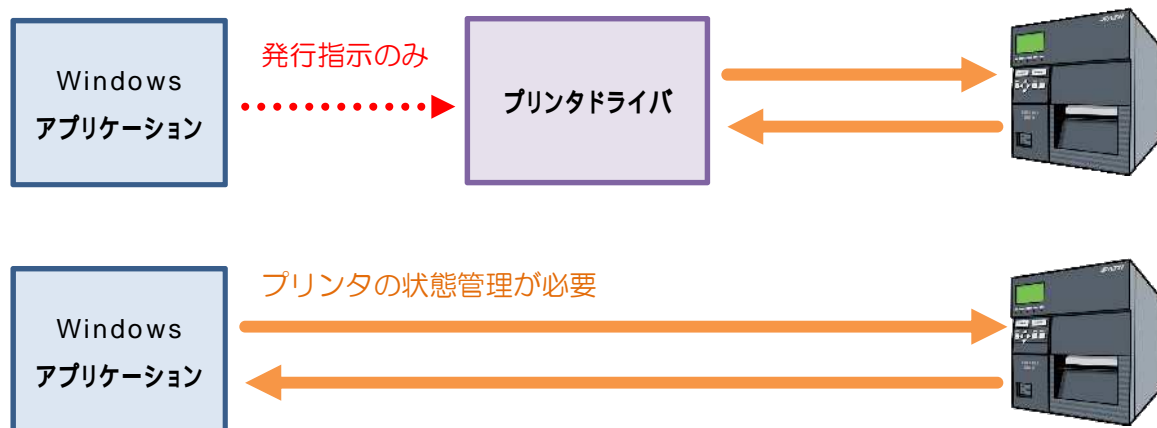 Windows
アプリケーション
発行指示のみ
プリンタドライバ
SATO
Windows
アプリケーション
プリンタの状態管理が必要
SATO